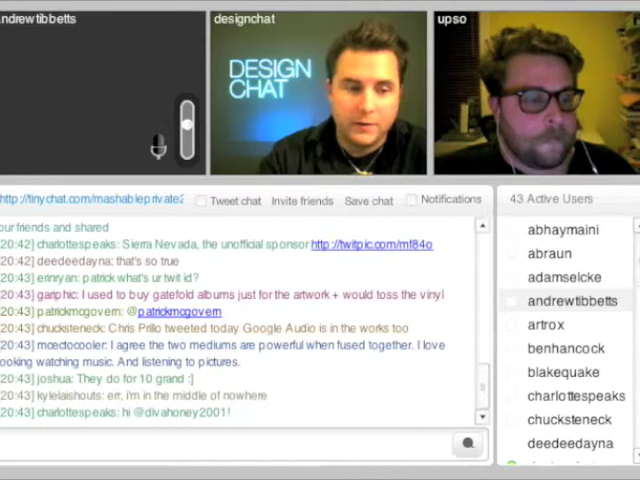 andrewtibbetts
designchat
upso
DESIGN
CHAT
http://tinychat.com/mashableprivate2
Tweet chat
Invite friends
Save chat
Notifications
43 Active Users
our friends and shared
[20:42] charlottespeaks: Sierra Nevada, the unofficial sponsor http://twitpic.com/mf84o
[20:42] deedeedayna: that's so true
[20:43] erinryan: patrick what's ur twit id?
[20:43] gariphic: I used to buy gatefold albums just for the artwork + would toss the vinyl
[20:43] patrickmcgovern: @patrickmcgovern
[20:43] chucksteneck: Chris Prillo tweeted today Google Audio is in the works too
[20:43] moectocooler: I agree the two mediums are powerful when fused together. I love
ooking watching music. And listening to pictures.
[20:43] joshua: They do for 10 grand :]
[20:43] kylelaishouts: err, i'm in the middle of nowhere
[20:43] charlottespeaks: hi @divahoney2001!
abhaymaini
abraun
adamselcke
andrewtibbetts
artrox
benhancock
blakequake
charlottespeaks
chucksteneck
deedeedayna